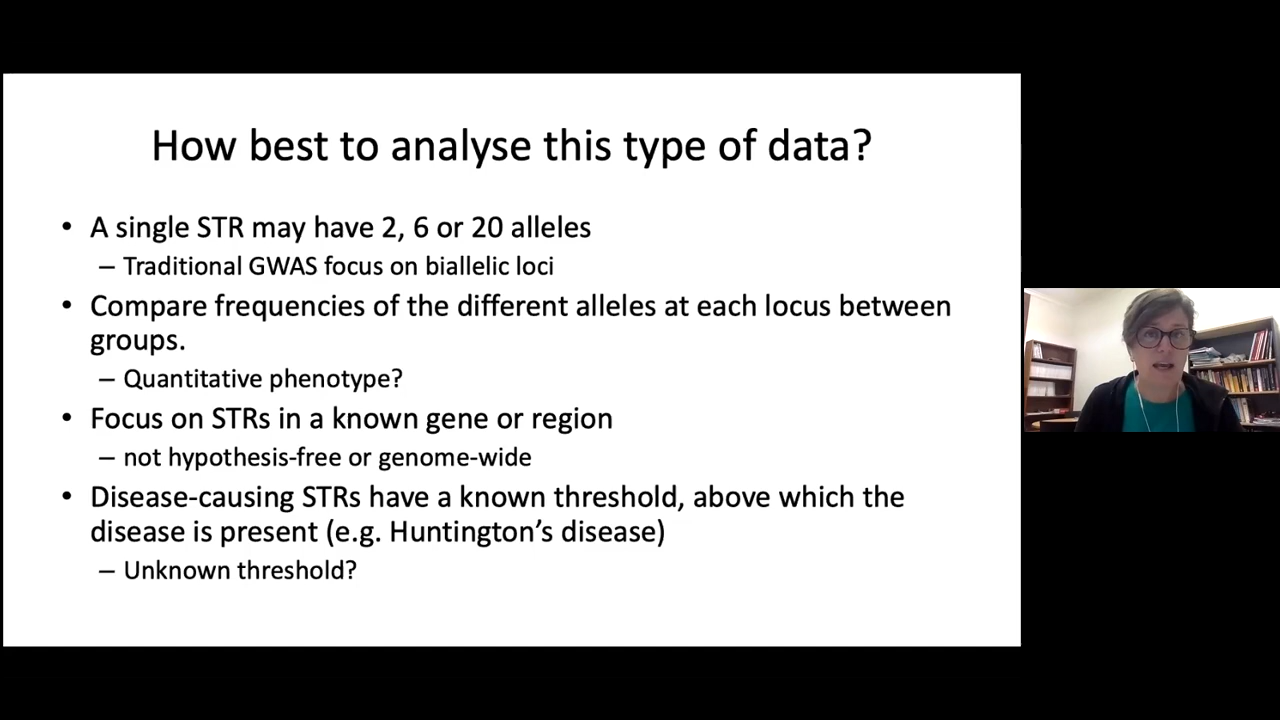 How best to analyse this type of data?
• A single STR may have 2, 6 or 20 alleles
– Traditional GWAS focus on biallelic loci
• Compare frequencies of the different alleles at each locus between
groups.
– Quantitative phenotype?
• Focus on STRs in a known gene or region
– not hypothesis-free or genome-wide
• Disease-causing STRs have a known threshold, above which the
disease is present (e.g. Huntington’s disease)
– Unknown threshold?